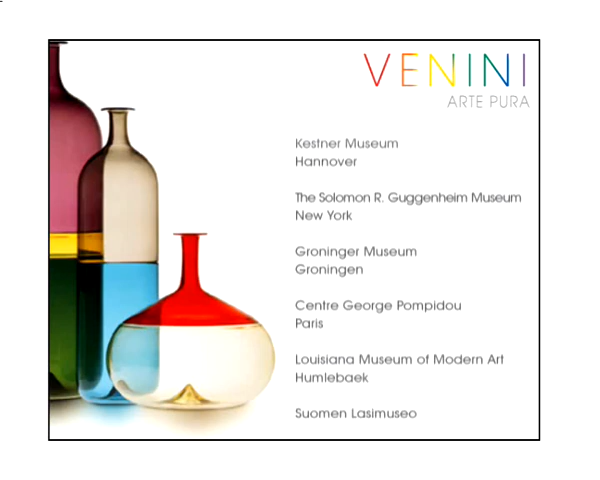 VENINI
ARTE PURA
Kestner Museum
Hannover
The Solomon R. Guggenheim Museum
New York
Groninger Museum
Groningen
Centre George Pompidou
Paris
Louisiana Museum of Modern Art
Humlebaek
Suomen Lasimuseo